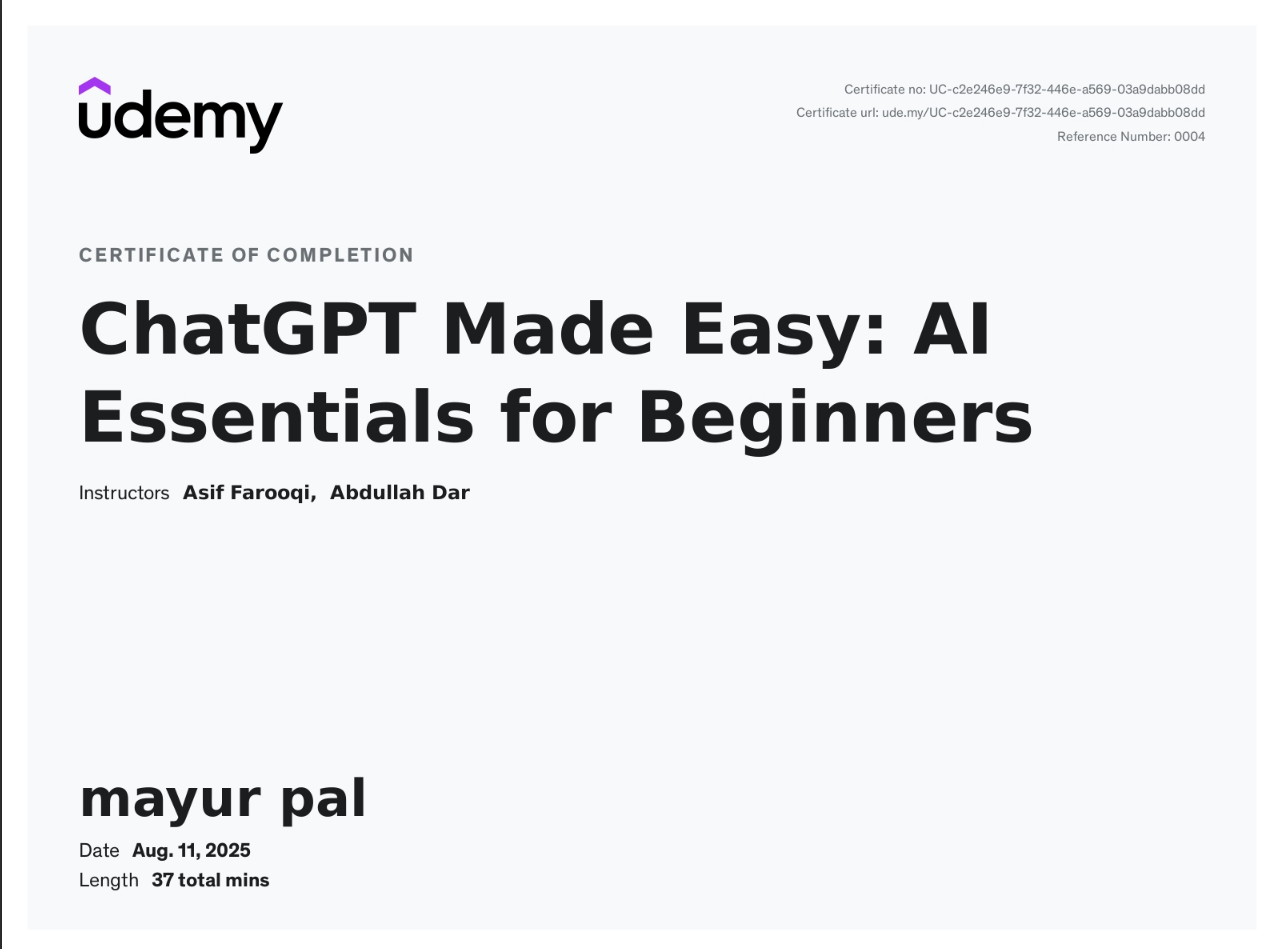 udemy
Certificate no: UC-c2e246e9-7f32-446e-a569-03a9dabb08dd
Certificate url: ude.my/UC-c2e246e9-7f32-446e-a569-03a9dabb08dd
Reference Number: 0004
CERTIFICATE OF COMPLETION
ChatGPT Made Easy: AI
Essentials for Beginners
Instructors Asif Farooqi, Abdullah Dar
mayur pal
Date Aug. 11, 2025
Length 37 total mins